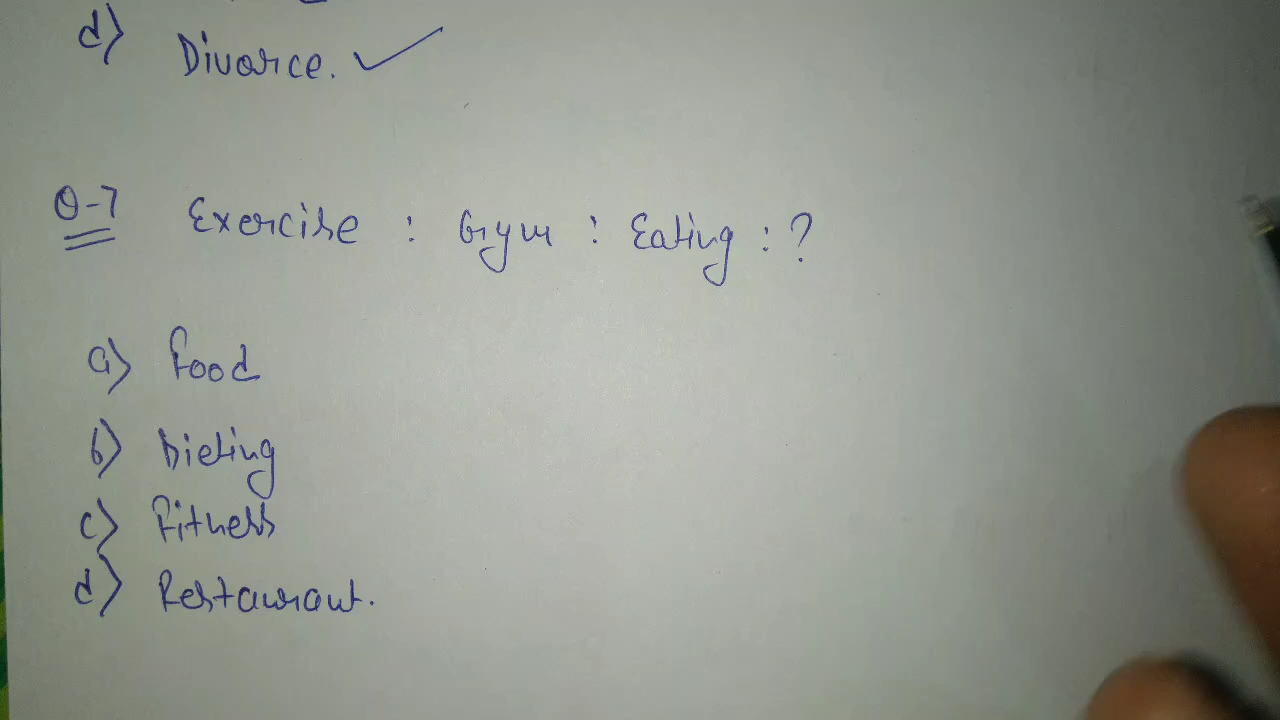 d) Divorce. ✓
Q-7 Exercise : Gym : Eating : ?
a) Food
b) Dieting
c) Fitness
d) Restaurant.